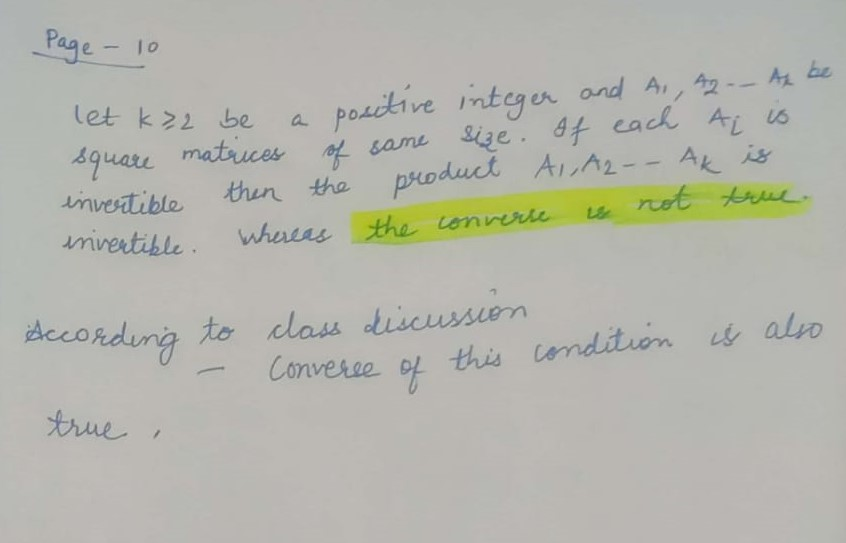 Page - 10
let k ≥ 2 be a positive integer and A1, A2 -- Ak be
square matrices of same size. If each Ai is
invertible then the product A1, A2 -- Ak is
invertible. Whereas the converse is not true.
According to class discussion
- Converse of this condition is also
true.